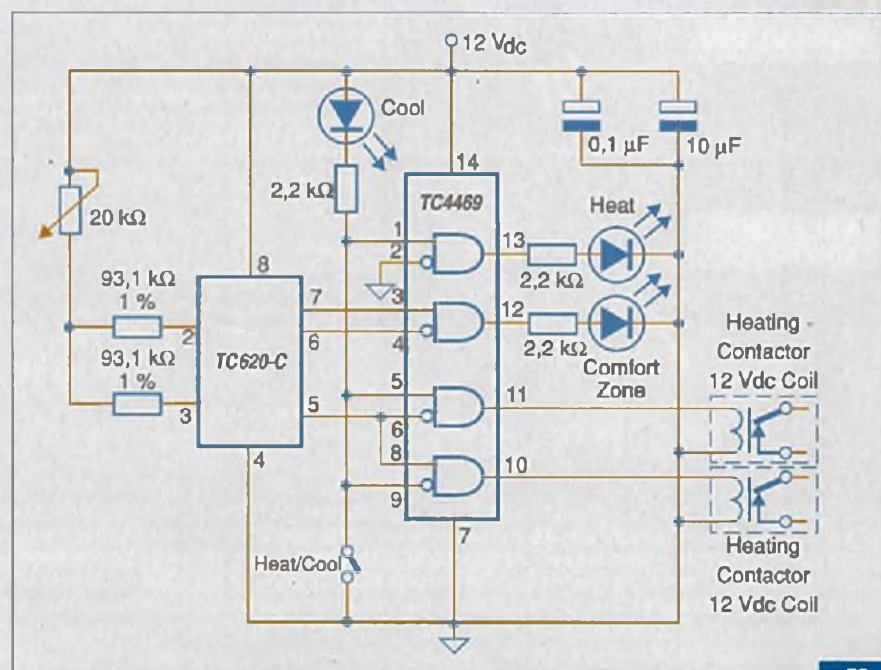 12 Vdc
Cool
2,2 kΩ
14
TC4469
0,1 µF
10 µF
20 kΩ
Heat
1
2
13
2,2 kΩ
93,1 kΩ
1 %
8
7
3
12
2,2 kΩ
2
6
4
Comfort
Zone
TC620-C
93,1 kΩ
1 %
3
5
5
6
11
8
9
10
4
7
Heat/Cool
Heating
Contactor
12 Vdc Coil
Heating
Contactor
12 Vdc Coil